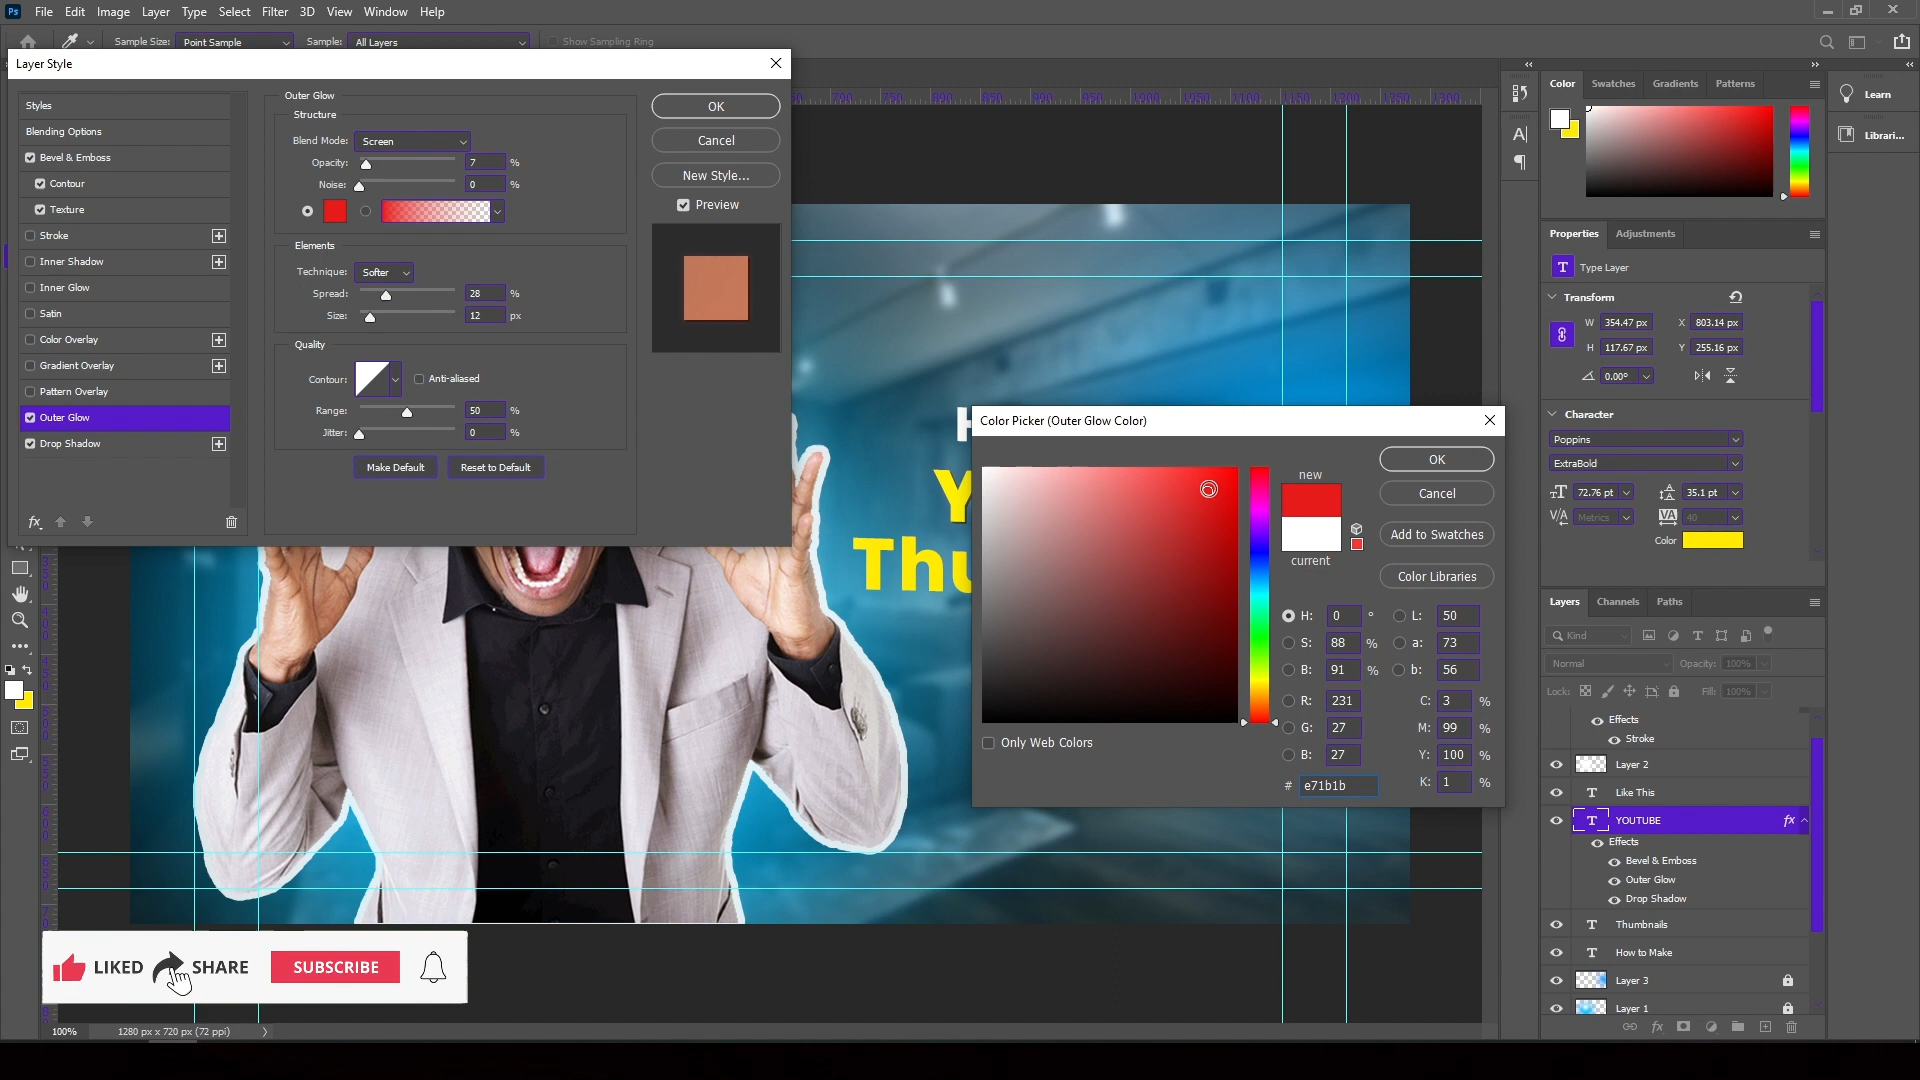 Ps File Edit Image Layer Type Select Filter 3D View Window Help
Sample Size: Point Sample Sample: All Layers Show Sampling Ring
Layer Style
Styles
Blending Options
Bevel & Emboss
Contour
Texture
Stroke
Inner Shadow
Inner Glow
Satin
Color Overlay
Gradient Overlay
Pattern Overlay
Outer Glow
Drop Shadow
fx
Outer Glow
Structure
Blend Mode: Screen
Opacity: 7 %
Noise: 0 %
Elements
Technique: Softer
Spread: 28 %
Size: 12 px
Quality
Contour: Anti-aliased
Range: 50 %
Jitter: 0 %
Make Default Reset to Default
OK
Cancel
New Style...
Preview
700 750 1000 1100 1150
Y
Thu
Color Picker (Outer Glow Color)
new
current
OK
Cancel
Add to Swatches
Color Libraries
H: 0 ° L: 50
S: 88 % a: 73
B: 91 % b: 56
R: 231 C: 3 %
G: 27 M: 99 %
B: 27 Y: 100 %
# e71b1b K: 1 %
Only Web Colors
LIKED SHARE SUBSCRIBE
100% 1280 px x 720 px (72 ppi)
Color Swatches Gradients Patterns
Learn
Librari...
Properties Adjustments
T Type Layer
Transform
W 354.47 px X 803.14 px
H 117.67 px Y 255.16 px
0.00°
Character
Poppins
ExtraBold
72.76 pt 35.1 pt
Metrics 40
Color
Layers Channels Paths
Kind
Normal Opacity: 100%
Lock: Fill: 100%
Effects
Stroke
Layer 2
T Like This
T YOUTUBE fx
Effects
Bevel & Emboss
Outer Glow
Drop Shadow
T Thumbnails
T How to Make
Layer 3
Layer 1
fx